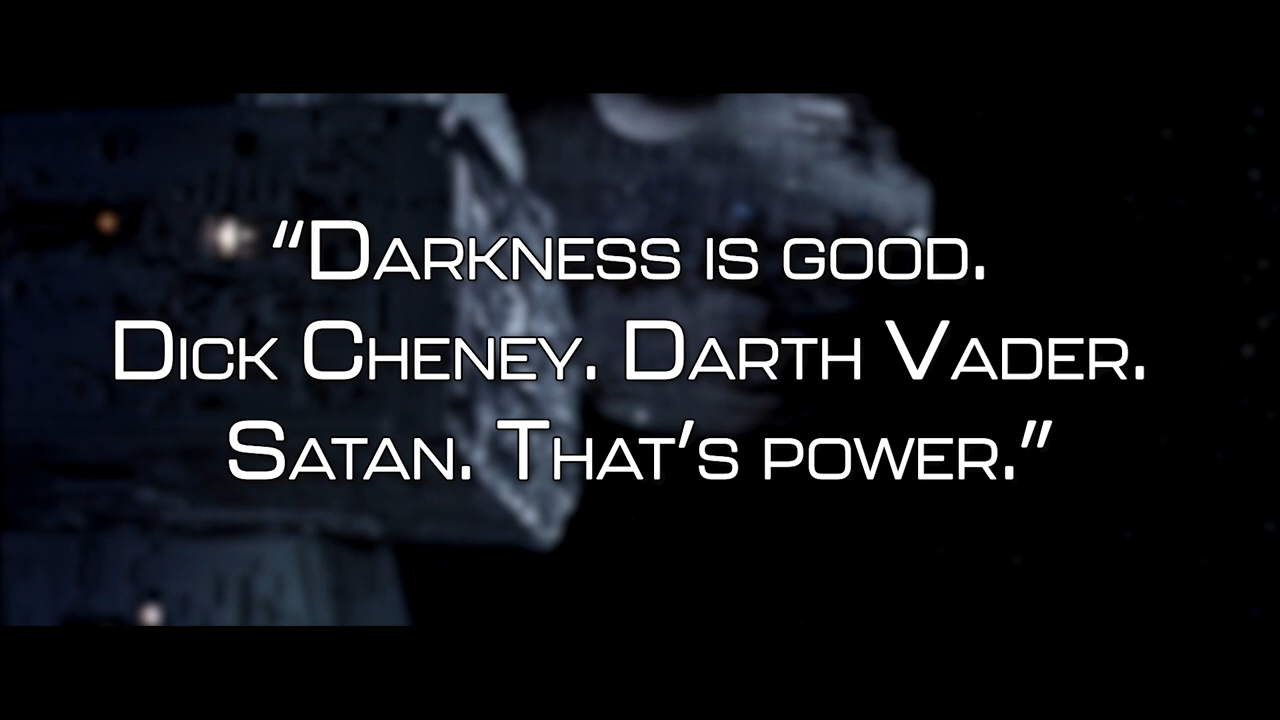 “Darkness is good.
Dick Cheney. Darth Vader.
Satan. That’s power.”